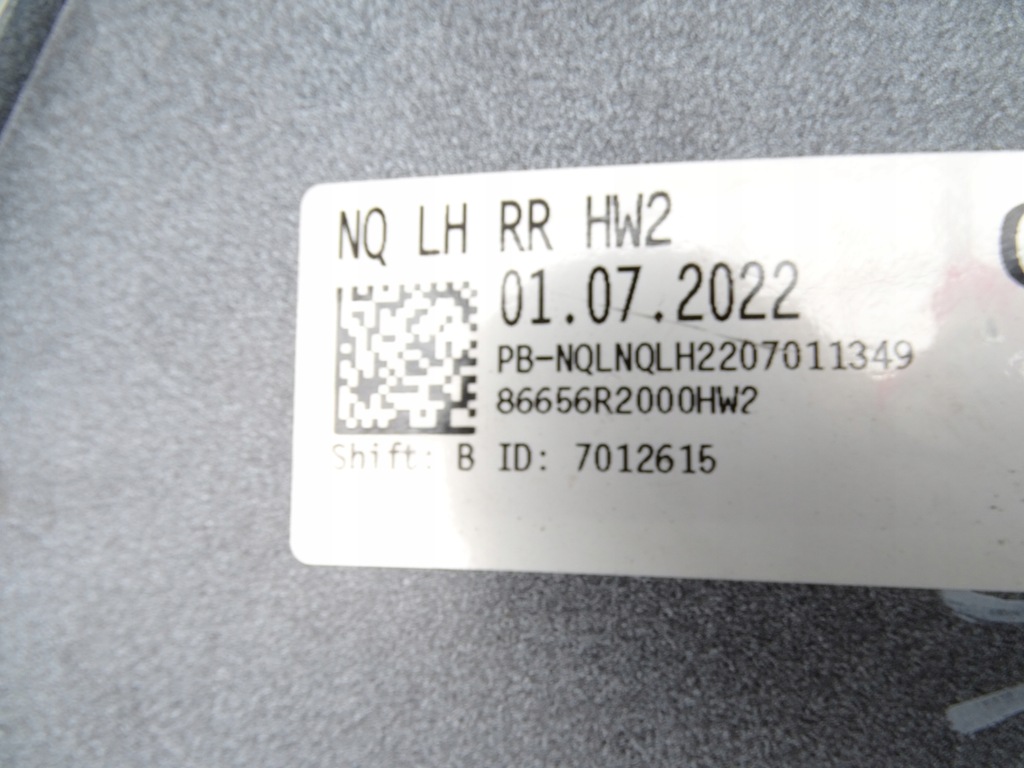 NQ LH RR HW2
01.07.2022
PB-NQLNQLH2207011349
86656R2000HW2
Shift: B ID: 7012615